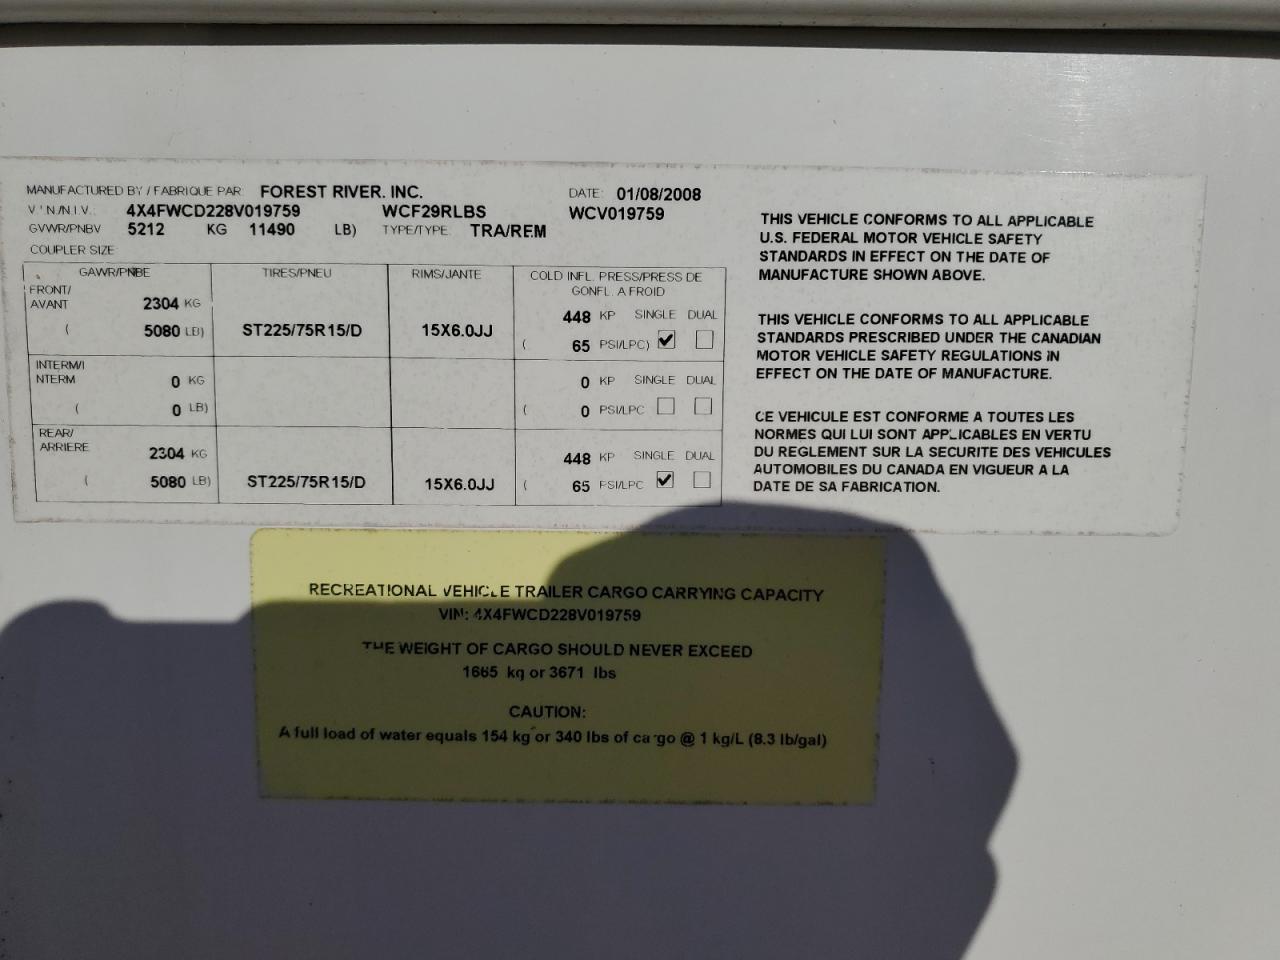 MANUFACTURED BY / FABRIQUE PAR: FOREST RIVER. INC. DATE: 01/08/2008
V'N/N.I.V.: 4X4FWCD228V019759 WCF29RLBS WCV019759
GVWR/PNBV 5212 KG 11490 LB) TYPE/TYPE: TRA/REM
COUPLER SIZE:
GAWR/PNBE TIRES/PNEU RIMS/JANTE COLD INFL. PRESS/PRESS DE
GONFL. A FROID
FRONT/
AVANT 2304 KG 448 KP SINGLE DUAL
( 5080 LB) ST225/75R15/D 15X6.0JJ ( 65 PSI/LPC) ✔
INTERM/I
NTERM 0 KG 0 KP SINGLE DUAL
( 0 LB) ( 0 PSI/LPC
REAR/
ARRIERE 2304 KG 448 KP SINGLE DUAL
( 5080 LB) ST225/75R15/D 15X6.0JJ ( 65 PSI/LPC ✔
THIS VEHICLE CONFORMS TO ALL APPLICABLE
U.S. FEDERAL MOTOR VEHICLE SAFETY
STANDARDS IN EFFECT ON THE DATE OF
MANUFACTURE SHOWN ABOVE.
THIS VEHICLE CONFORMS TO ALL APPLICABLE
STANDARDS PRESCRIBED UNDER THE CANADIAN
MOTOR VEHICLE SAFETY REGULATIONS IN
EFFECT ON THE DATE OF MANUFACTURE.
CE VEHICULE EST CONFORME A TOUTES LES
NORMES QUI LUI SONT APPLICABLES EN VERTU
DU REGLEMENT SUR LA SECURITE DES VEHICULES
AUTOMOBILES DU CANADA EN VIGUEUR A LA
DATE DE SA FABRICATION.
RECREATIONAL VEHICLE TRAILER CARGO CARRYING CAPACITY
VIN: 4X4FWCD228V019759
THE WEIGHT OF CARGO SHOULD NEVER EXCEED
1665 kg or 3671 lbs
CAUTION:
A full load of water equals 154 kg or 340 lbs of cargo @ 1 kg/L (8.3 lb/gal)